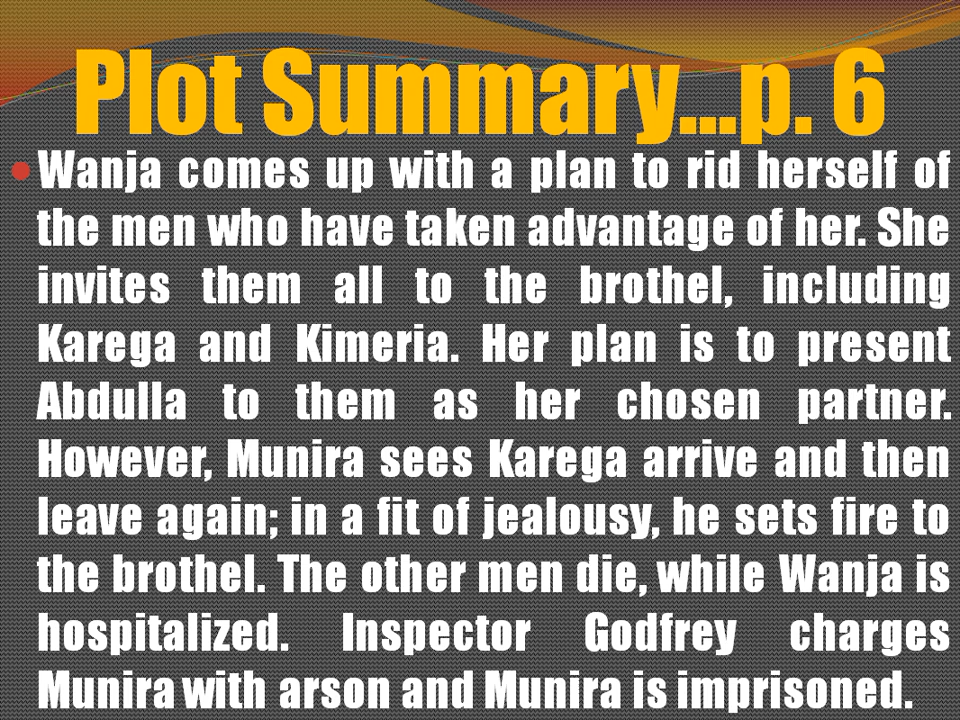 Plot Summary...p. 6
• Wanja comes up with a plan to rid herself of
the men who have taken advantage of her. She
invites them all to the brothel, including
Karega and Kimeria. Her plan is to present
Abdulla to them as her chosen partner.
However, Munira sees Karega arrive and then
leave again; in a fit of jealousy, he sets fire to
the brothel. The other men die, while Wanja is
hospitalized. Inspector Godfrey charges
Munira with arson and Munira is imprisoned.